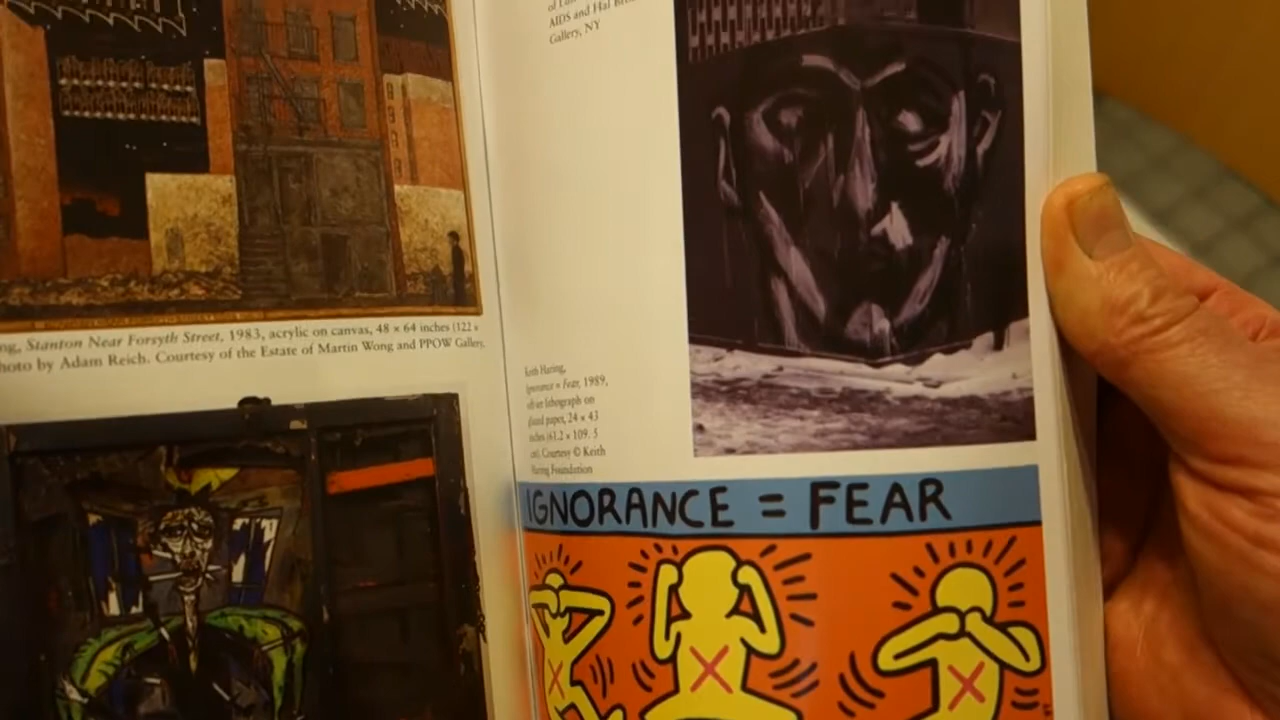 ng, Stanton Near Forsyth Street, 1983, acrylic on canvas, 48 × 64 inches (122 ×
hoto by Adam Reich. Courtesy of the Estate of Martin Wong and PPOW Gallery.
AIDS and Hal
Gallery, NY
Keith Haring,
Ignorance = Fear, 1989,
lithograph on
paper, 24 × 43
inches (61.2 × 109. 5
cm). Courtesy © Keith
Haring Foundation
IGNORANCE = FEAR